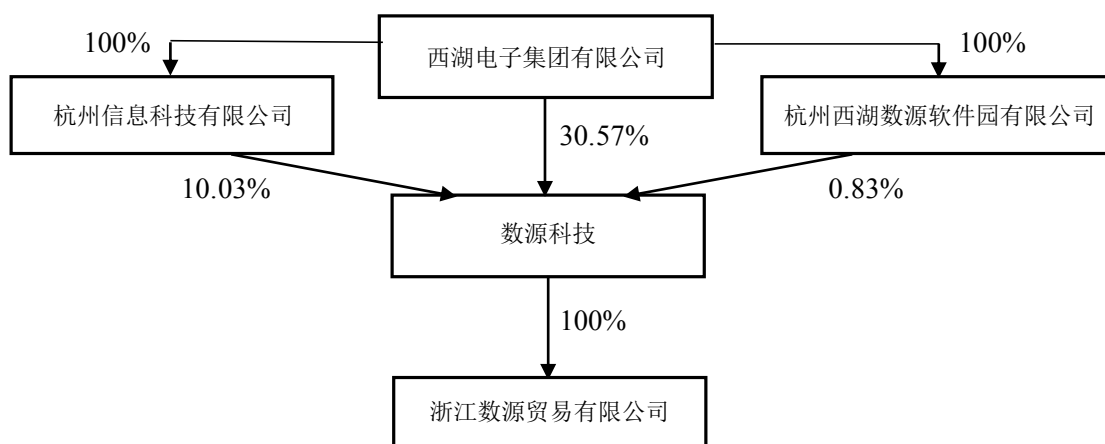 100%
西湖电子集团有限公司
100%
杭州信息科技有限公司
杭州西湖数源软件园有限公司
30.57%
10.03%
0.83%
数源科技
100%
浙江数源贸易有限公司